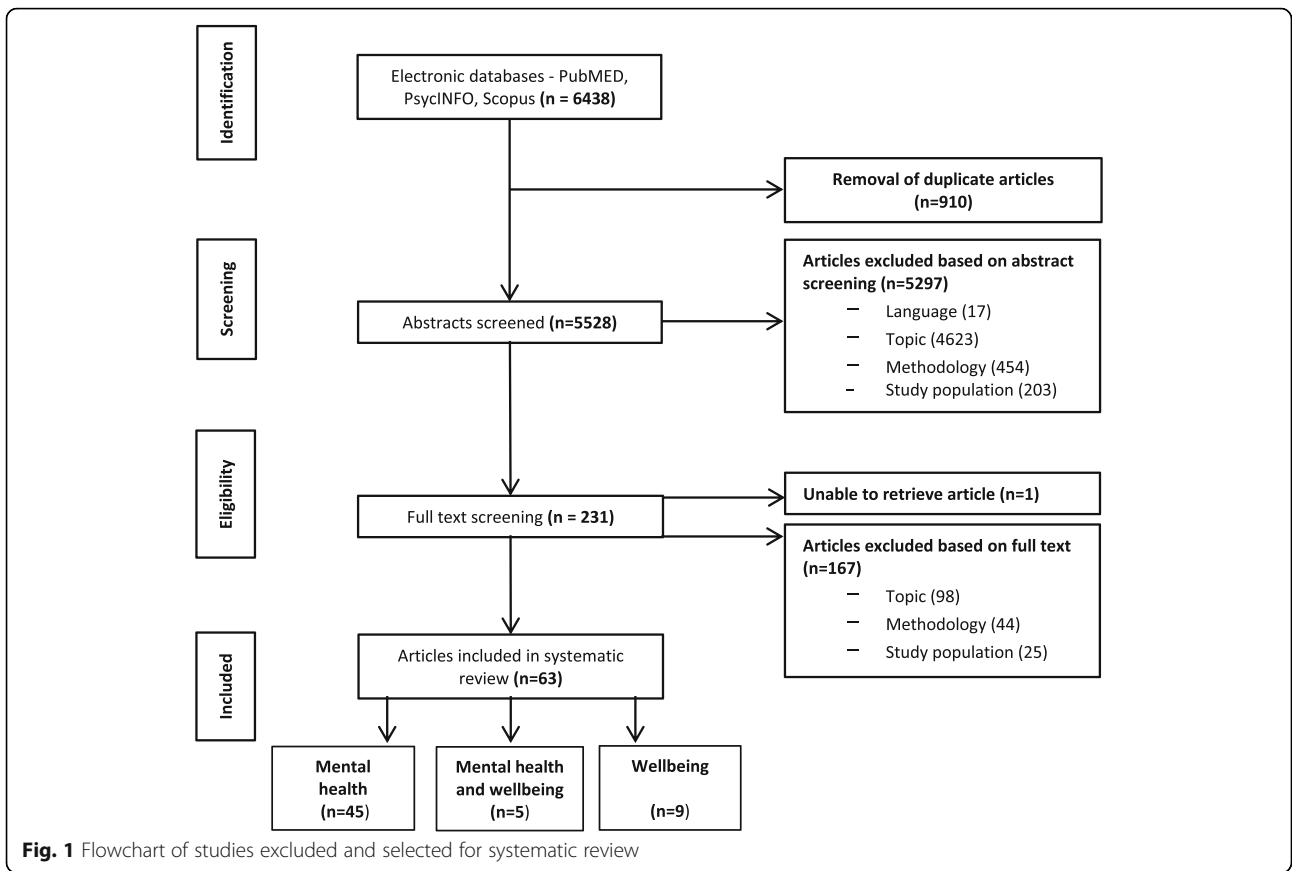 Identification
Electronic databases - PubMED,
PsycINFO, Scopus (n = 6438)
Removal of duplicate articles
(n=910)
Screening
Abstracts screened (n=5528)
Articles excluded based on abstract
screening (n=5297)
– Language (17)
– Topic (4623)
– Methodology (454)
- Study population (203)
Eligibility
Full text screening (n = 231)
Unable to retrieve article (n=1)
Articles excluded based on full text
(n=167)
– Topic (98)
– Methodology (44)
– Study population (25)
Included
Articles included in systematic
review (n=63)
Mental
health
(n=45)
Mental health
and wellbeing
(n=5)
Wellbeing
(n=9)
Fig. 1 Flowchart of studies excluded and selected for systematic review